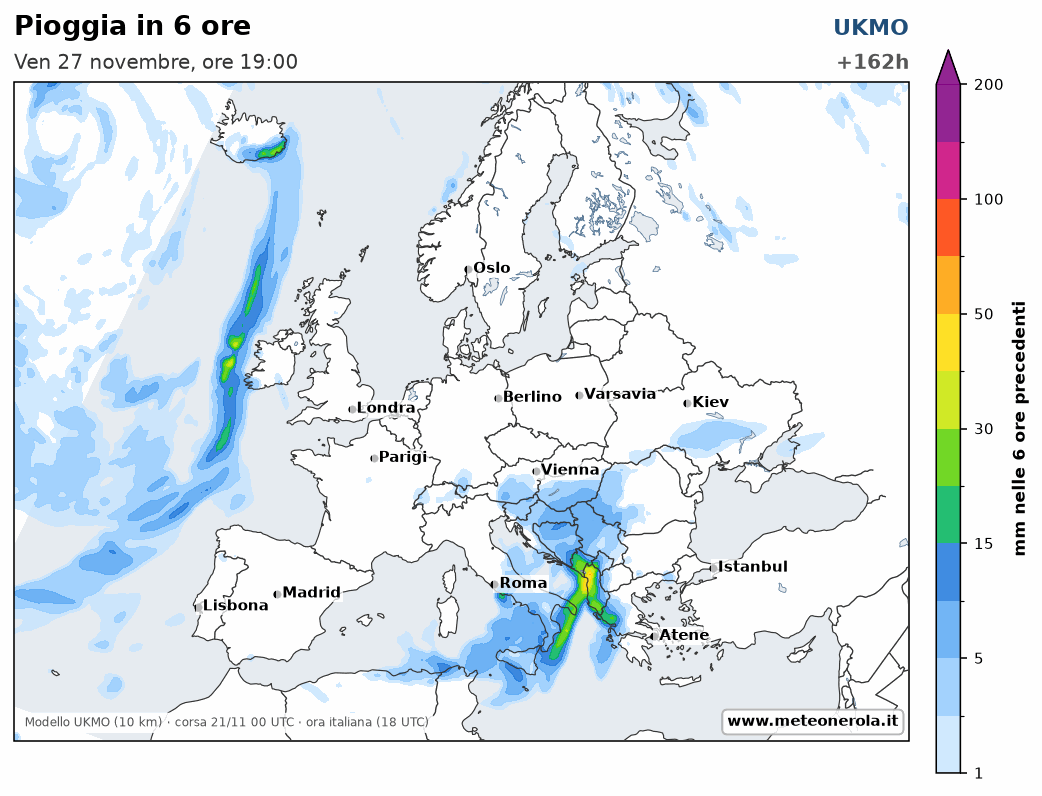 Pioggia in 6 ore
UKMO
Ven 27 novembre, ore 19:00
+162h
200
100
50
30
15
5
1
mm nelle 6 ore precedenti
Oslo
Berlino
Varsavia
Kiev
Londra
Parigi
Vienna
Istanbul
Roma
Madrid
Lisbona
Atene
Modello UKMO (10 km) · corsa 21/11 00 UTC · ora italiana (18 UTC)
www.meteonerola.it